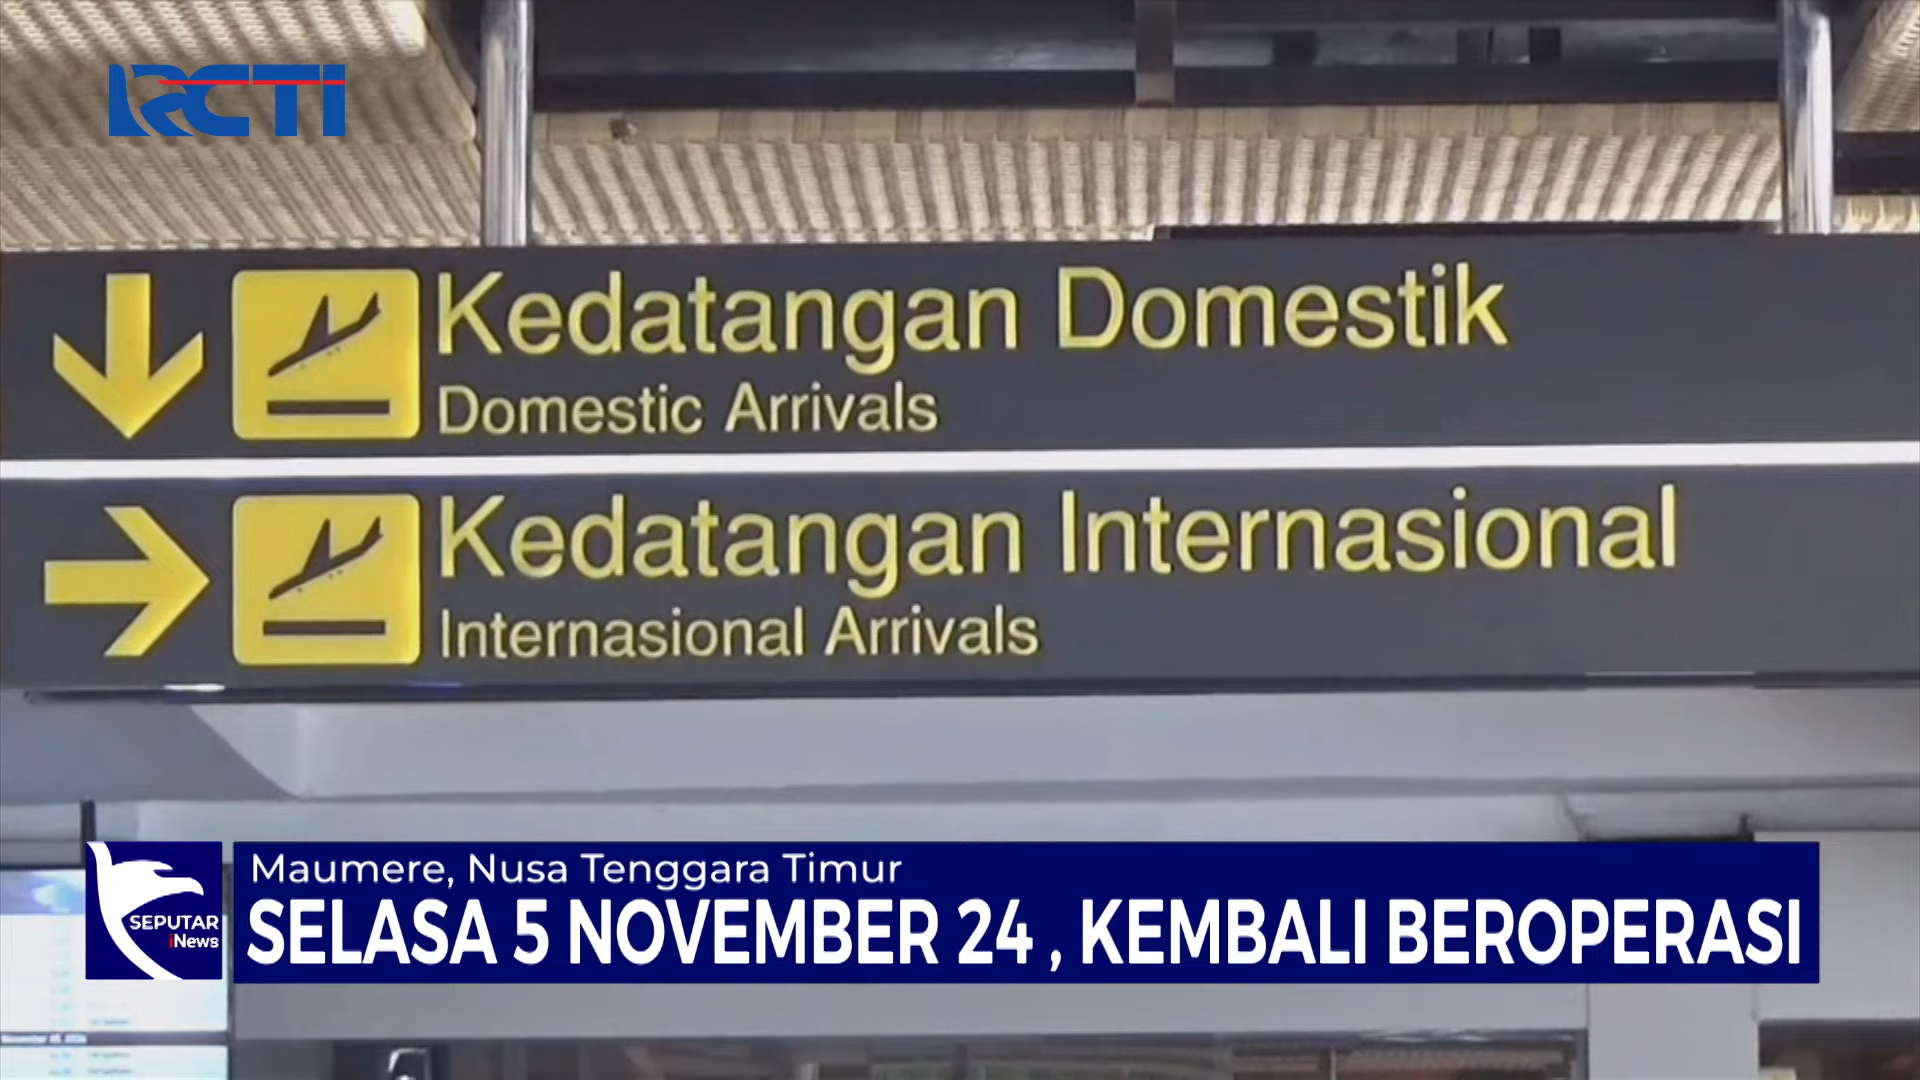 RCTI
Kedatangan Domestik
Domestic Arrivals
Kedatangan Internasional
Internasional Arrivals
Maumere, Nusa Tenggara Timur
SELASA 5 NOVEMBER 24 , KEMBALI BEROPERASI
SEPUTAR
iNews